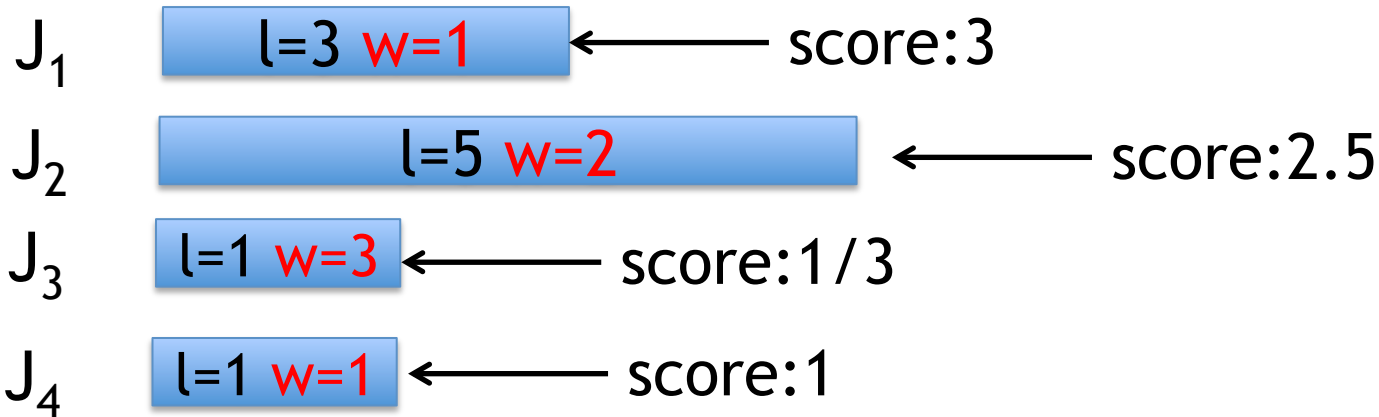 J1 l=3 w=1 score:3
J2 l=5 w=2 score:2.5
J3 l=1 w=3 score:1/3
J4 l=1 w=1 score:1